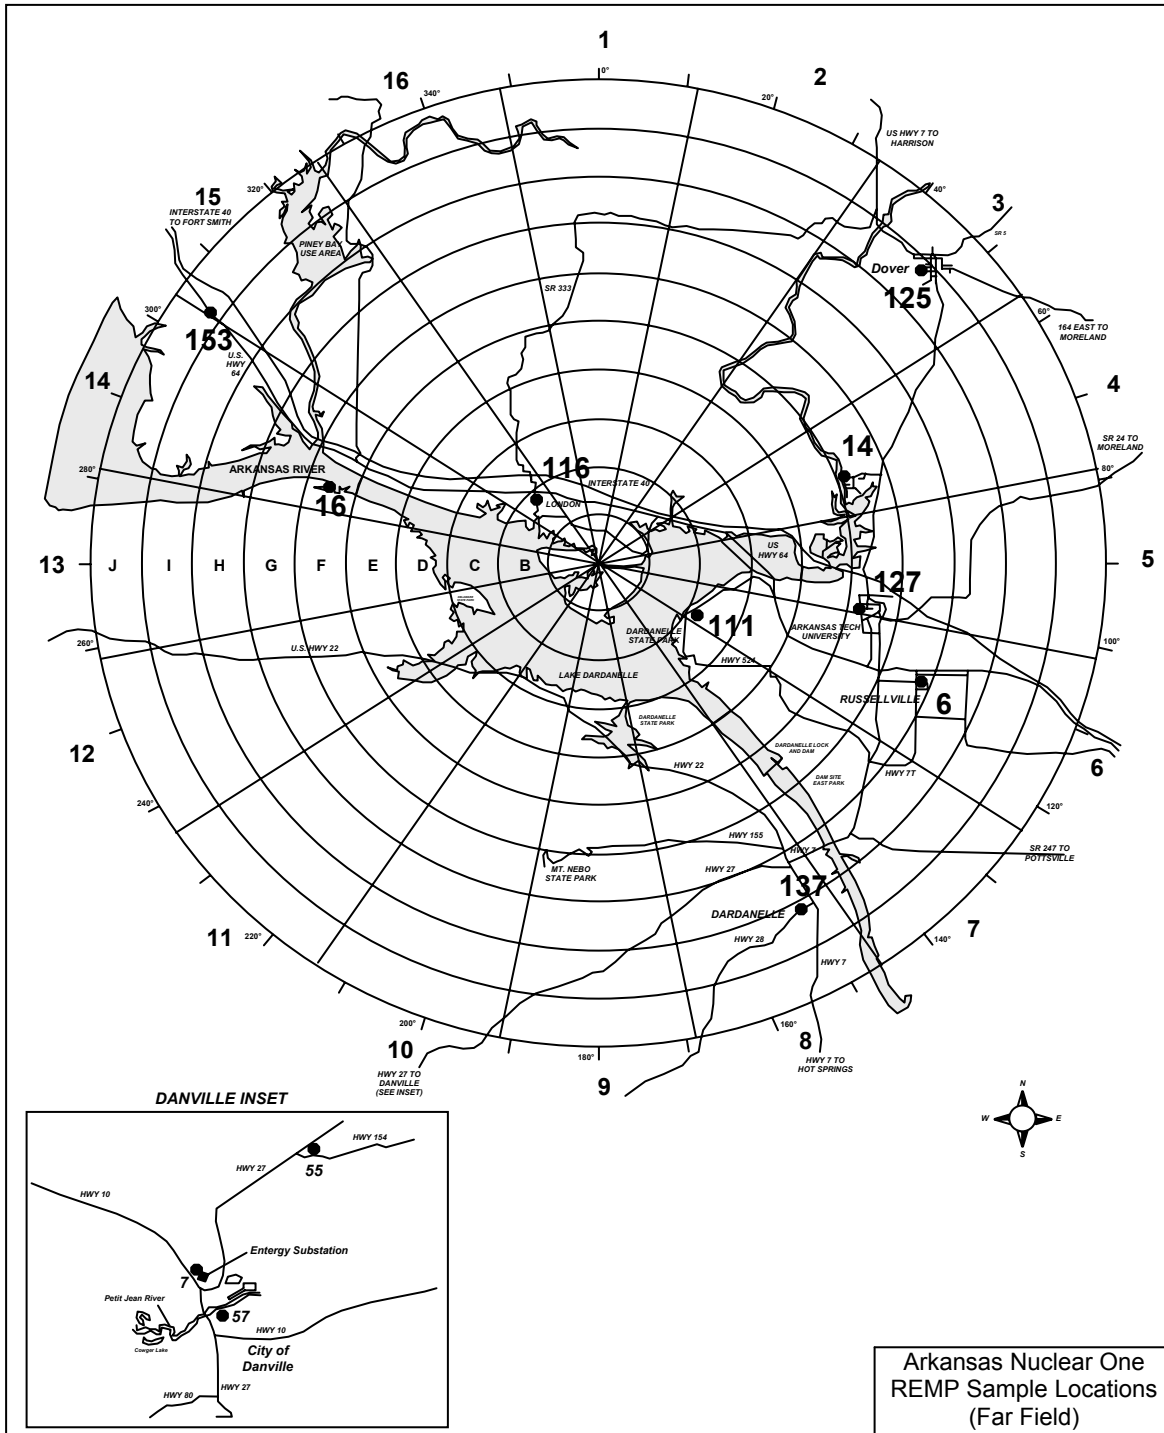 1
0°
16
340°
2
20°
US HWY 7 TO
HARRISON
15
INTERSTATE 40
TO FORT SMITH
320°
40°
3
SR 5
PINEY BAY
USE AREA
Dover
125
SR 333
300°
153
U.S.
HWY
64
60°
164 EAST TO
MORELAND
14
4
SR 24 TO
MORELAND
280°
ARKANSAS RIVER
16
116
LONDON
INTERSTATE 40
14
80°
US
HWY 64
13
J
I
H
G
F
E
D
C
B
5
127
ARKANSAS TECH
UNIVERSITY
111
DARDANELLE
STATE PARK
260°
U.S. HWY 22
100°
HWY 524
LAKE DARDANELLE
RUSSELLVILLE
6
DARDANELLE
STATE PARK
12
DARDANELLE LOCK
AND DAM
HWY 22
HWY 7T
6
DAM SITE
EAST PARK
240°
120°
HWY 155
HWY 7
SR 247 TO
POTTSVILLE
MT. NEBO
STATE PARK
HWY 27
137
DARDANELLE
11
220°
HWY 28
HWY 7
7
140°
200°
180°
160°
10
9
8
HWY 27 TO
DANVILLE
(SEE INSET)
HWY 7 TO
HOT SPRINGS
N
W
E
S
DANVILLE INSET
HWY 154
55
HWY 27
HWY 10
Entergy Substation
7
Petit Jean River
57
HWY 10
Cowger Lake
City of
Danville
HWY 27
HWY 80
Arkansas Nuclear One
REMP Sample Locations
(Far Field)